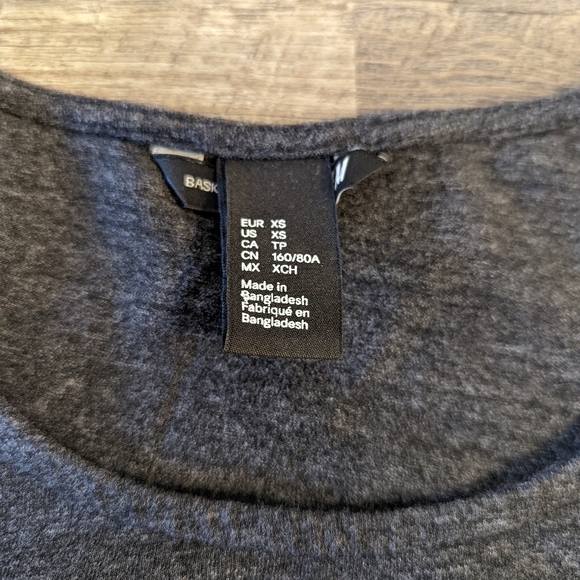 BASIC
EUR XS
US XS
CA TP
CN 160/80A
MX XCH
Made in
Bangladesh
Fabriqué en
Bangladesh